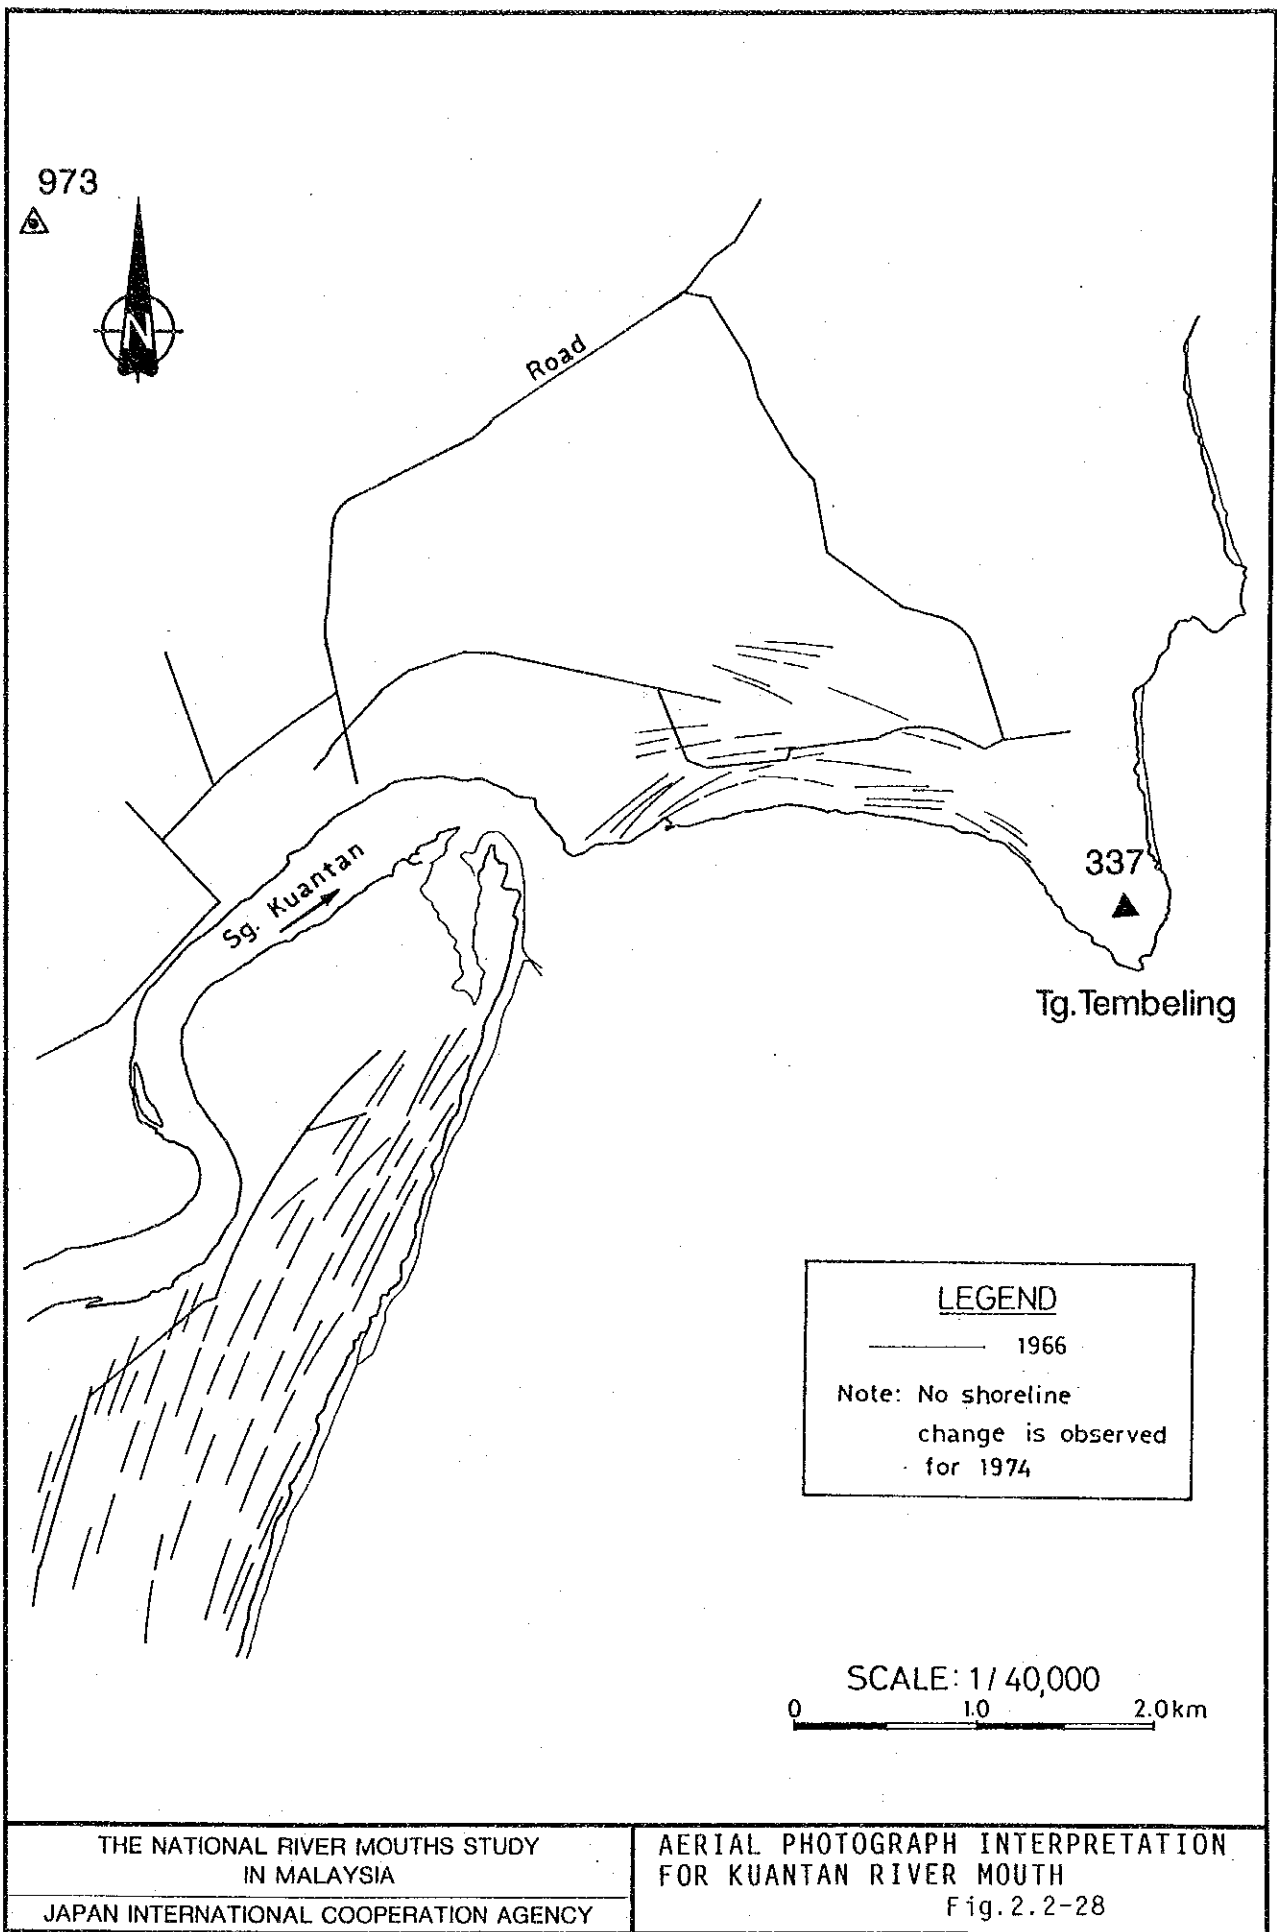 973
N
Road
Sg. Kuantan
337
Tg.Tembeling
LEGEND
1966
Note: No shoreline
change is observed
for 1974
SCALE: 1/40,000
0 1.0 2.0km
THE NATIONAL RIVER MOUTHS STUDY
IN MALAYSIA
JAPAN INTERNATIONAL COOPERATION AGENCY
AERIAL PHOTOGRAPH INTERPRETATION
FOR KUANTAN RIVER MOUTH
Fig.2.2-28